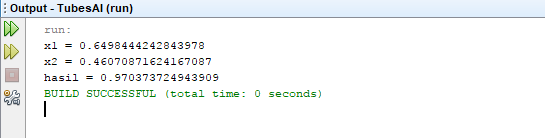 Output - TubesAI (run)
run:
x1 = 0.6498444242843978
x2 = 0.46070871624167087
hasil = 0.970373724943909
BUILD SUCCESSFUL (total time: 0 seconds)